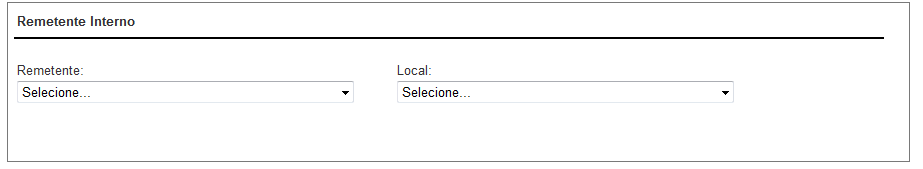 Remetente Interno
Remetente: Local:
Selecione... Selecione...